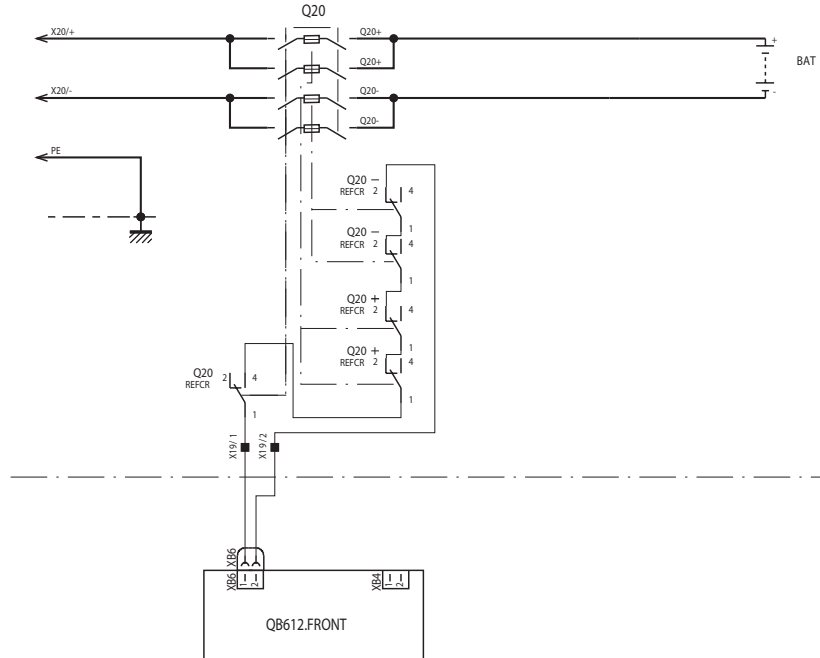 Q20
X20/+
Q20+
+
BAT
Q20+
X20/-
Q20-
-
Q20-
PE
Q20 −
REFCR 2 4
1
Q20 −
REFCR 2 4
1
Q20 +
REFCR 2 4
1
Q20 +
REFCR 2 4
1
Q20
REFCR 2 4
1
X19/1
X19/2
XB6
XB6 1 2
XB4 1 2
QB612.FRONT